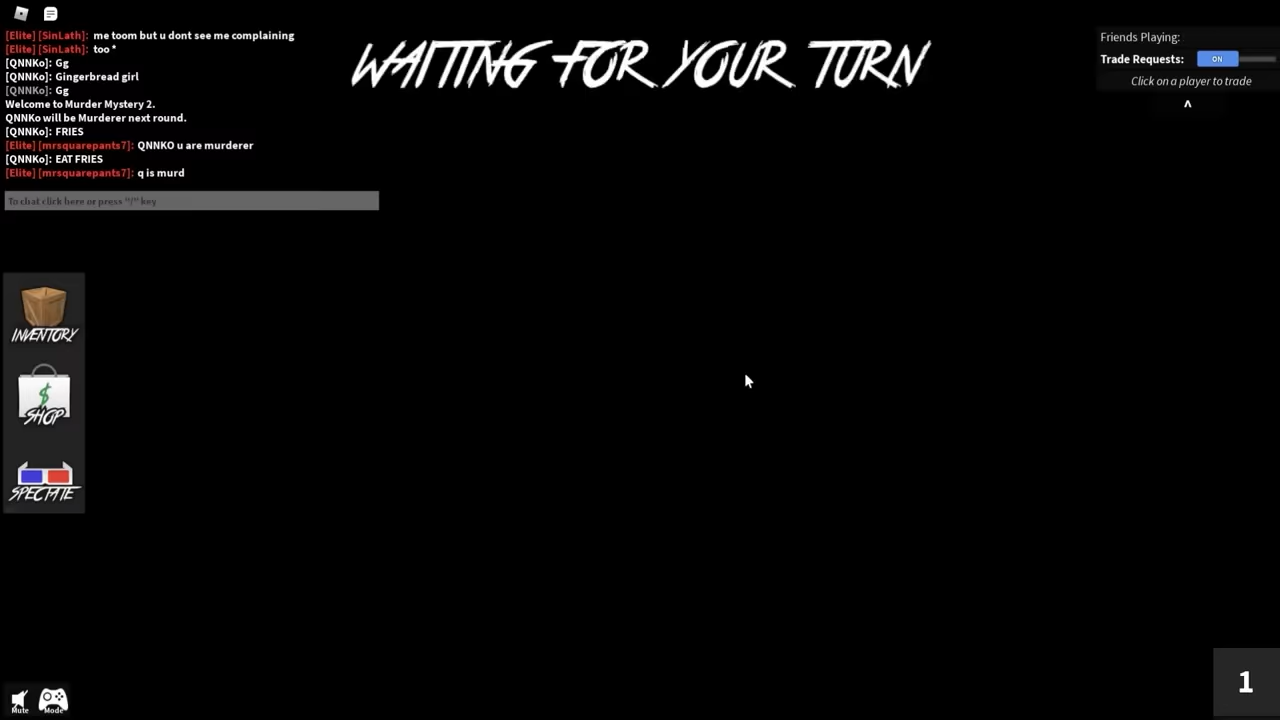 [Elite] [SinLath]: me toom but u dont see me complaining
[Elite] [SinLath]: too *
[QNNKo]: Gg
[QNNKo]: Gingerbread girl
[QNNKo]: Gg
Welcome to Murder Mystery 2.
QNNKo will be Murderer next round.
[QNNKo]: FRIES
[Elite] [mrsquarepants7]: QNNKO u are murderer
[QNNKo]: EAT FRIES
[Elite] [mrsquarepants7]: q is murd
To chat click here or press "/" key
WAITING FOR YOUR TURN
Friends Playing:
Trade Requests: ON
Click on a player to trade
^
INVENTORY
$
SHOP
SPECTATE
Mute
Mode
1